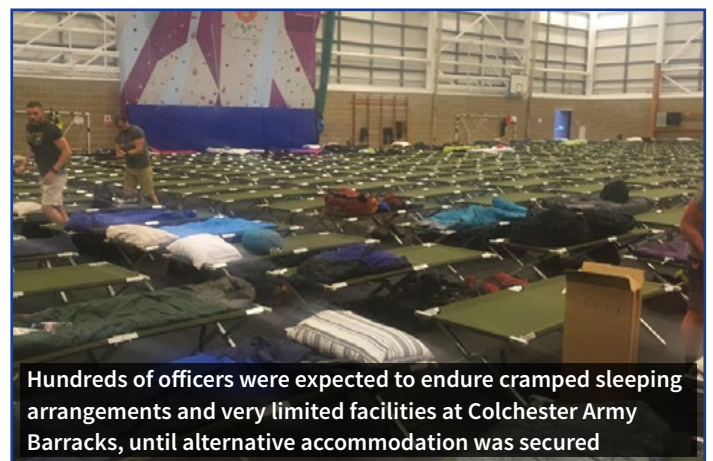 Hundreds of officers were expected to endure cramped sleeping
arrangements and very limited facilities at Colchester Army
Barracks, until alternative accommodation was secured